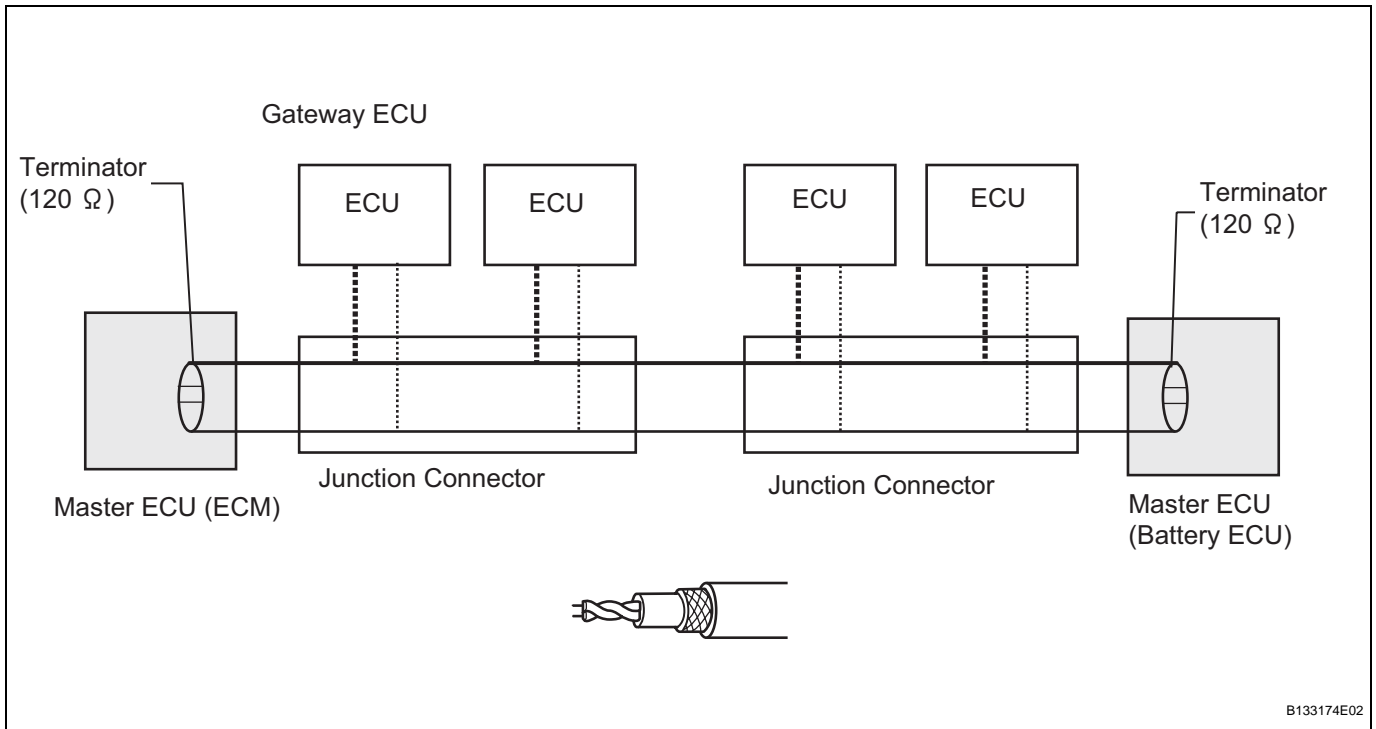 Gateway ECU
Terminator
(120 Ω)
ECU
ECU
ECU
ECU
Terminator
(120 Ω)
Junction Connector
Junction Connector
Master ECU (ECM)
Master ECU
(Battery ECU)
B133174E02